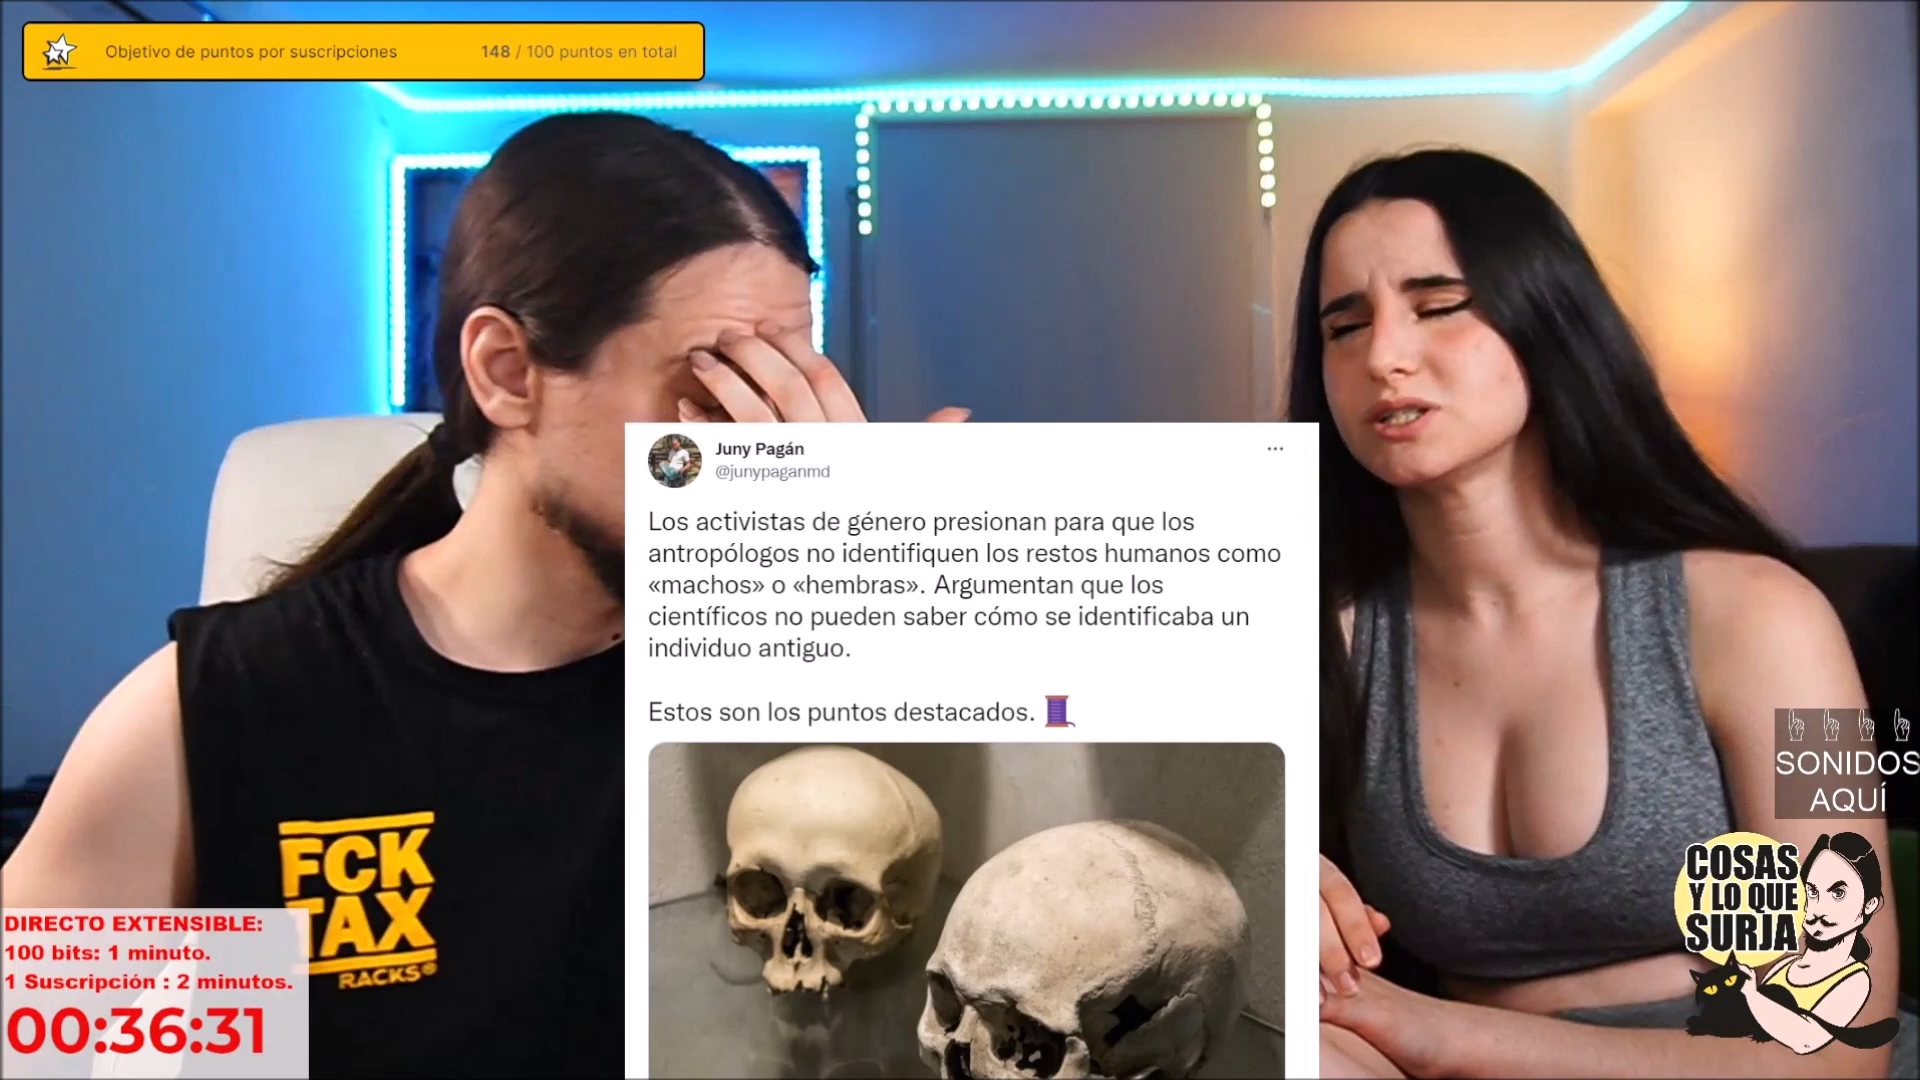 Objetivo de puntos por suscripciones
148 / 100 puntos en total
Juny Pagán
@junypaganmd
Los activistas de género presionan para que los
antropólogos no identifiquen los restos humanos como
«machos» o «hembras». Argumentan que los
científicos no pueden saber cómo se identificaba un
individuo antiguo.
Estos son los puntos destacados.
FCK
TAX
RACKS®
DIRECTO EXTENSIBLE:
100 bits: 1 minuto.
1 Suscripción : 2 minutos.
00:36:31
SONIDOS
AQUÍ
COSAS
Y LO QUE
SURJA